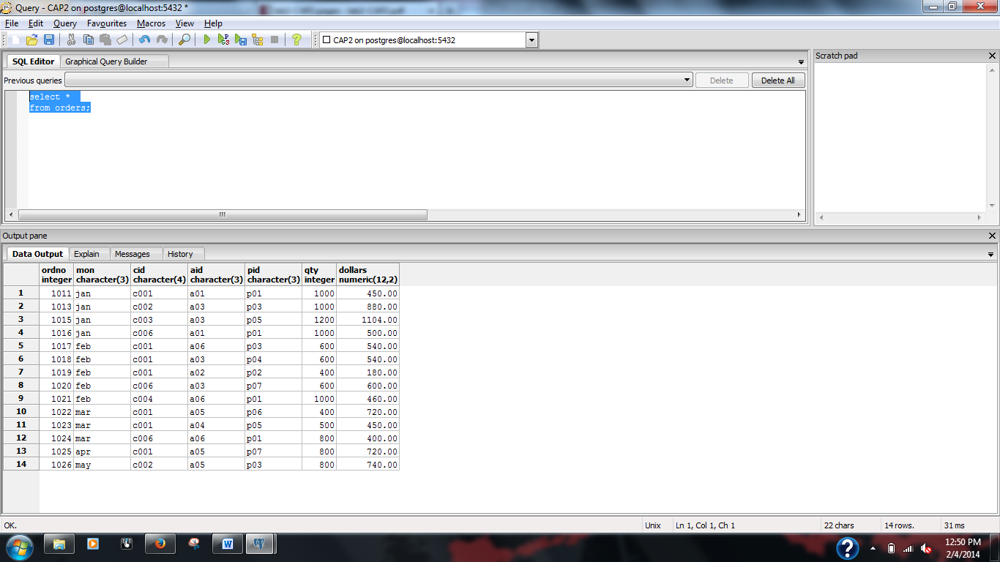 Query - CAP2 on postgres@localhost:5432 *
File Edit Query Favourites Macros View Help
CAP2 on postgres@localhost:5432
SQL Editor Graphical Query Builder
Previous queries Delete Delete All
select *
from orders;
Scratch pad
Output pane
Data Output Explain Messages History
ordno mon cid aid pid qty dollars
integer character(3) character(4) character(3) character(3) integer numeric(12,2)
1 1011 jan c001 a01 p01 1000 450.00
2 1013 jan c002 a03 p03 1000 880.00
3 1015 jan c003 a03 p05 1200 1104.00
4 1016 jan c006 a01 p01 1000 500.00
5 1017 feb c001 a06 p03 600 540.00
6 1018 feb c001 a03 p04 600 540.00
7 1019 feb c001 a02 p02 400 180.00
8 1020 feb c006 a03 p07 600 600.00
9 1021 feb c004 a06 p01 1000 460.00
10 1022 mar c001 a05 p06 400 720.00
11 1023 mar c001 a04 p05 500 450.00
12 1024 mar c006 a06 p01 800 400.00
13 1025 apr c001 a05 p07 800 720.00
14 1026 may c002 a05 p03 800 740.00
OK. Unix Ln 1, Col 1, Ch 1 22 chars 14 rows. 31 ms
12:50 PM
2/4/2014